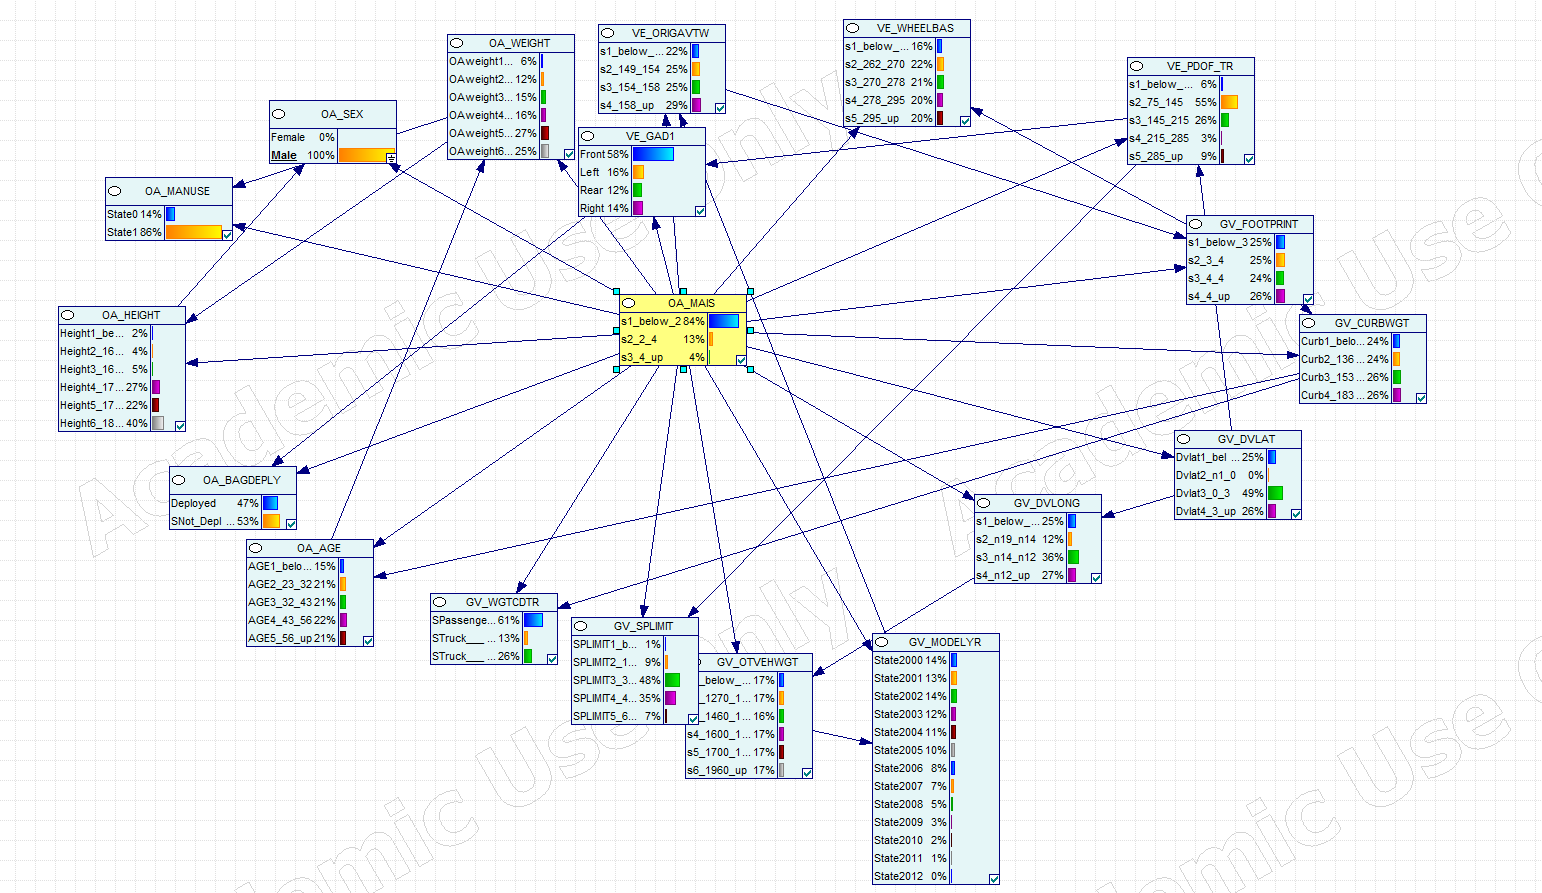 OA_WEIGHT
OAweight1... 6%
OAweight2... 12%
OAweight3... 15%
OAweight4... 16%
OAweight5... 27%
OAweight6... 25%
VE_ORIGAVTW
s1_below_... 22%
s2_149_154 25%
s3_154_158 25%
s4_158_up 29%
VE_WHEELBAS
s1_below_... 16%
s2_262_270 22%
s3_270_278 21%
s4_278_295 20%
s5_295_up 20%
VE_PDOF_TR
s1_below_... 6%
s2_75_145 55%
s3_145_215 26%
s4_215_285 3%
s5_285_up 9%
OA_SEX
Female 0%
Male 100%
VE_GAD1
Front 58%
Left 16%
Rear 12%
Right 14%
OA_MANUSE
State0 14%
State1 86%
GV_FOOTPRINT
s1_below_3 25%
s2_3_4 25%
s3_4_4 24%
s4_4_up 26%
OA_MAIS
s1_below_2 84%
s2_2_4 13%
s3_4_up 4%
OA_HEIGHT
Height1_be... 2%
Height2_16... 4%
Height3_16... 5%
Height4_17... 27%
Height5_17... 22%
Height6_18... 40%
GV_CURBWGT
Curb1_belo... 24%
Curb2_136... 24%
Curb3_153... 26%
Curb4_183... 26%
GV_DVLAT
Dvlat1_bel ... 25%
Dvlat2_n1_0 0%
Dvlat3_0_3 49%
Dvlat4_3_up 26%
OA_BAGDEPLY
Deployed 47%
SNot_Depl ... 53%
GV_DVLONG
s1_below_... 25%
s2_n19_n14 12%
s3_n14_n12 36%
s4_n12_up 27%
OA_AGE
AGE1_belo... 15%
AGE2_23_32 21%
AGE3_32_43 21%
AGE4_43_56 22%
AGE5_56_up 21%
GV_WGTCDTR
SPassenge... 61%
STruck___ ... 13%
STruck___ ... 26%
GV_SPLIMIT
SPLIMIT1_b... 1%
SPLIMIT2_1... 9%
SPLIMIT3_3... 48%
SPLIMIT4_4... 35%
SPLIMIT5_6... 7%
GV_OTVEHWGT
_below_... 17%
_1270_1... 17%
_1460_1... 16%
s4_1600_1... 17%
s5_1700_1... 17%
s6_1960_up 17%
GV_MODELYR
State2000 14%
State2001 13%
State2002 14%
State2003 12%
State2004 11%
State2005 10%
State2006 8%
State2007 7%
State2008 5%
State2009 3%
State2010 2%
State2011 1%
State2012 0%
Academic Use Only
Academic Use